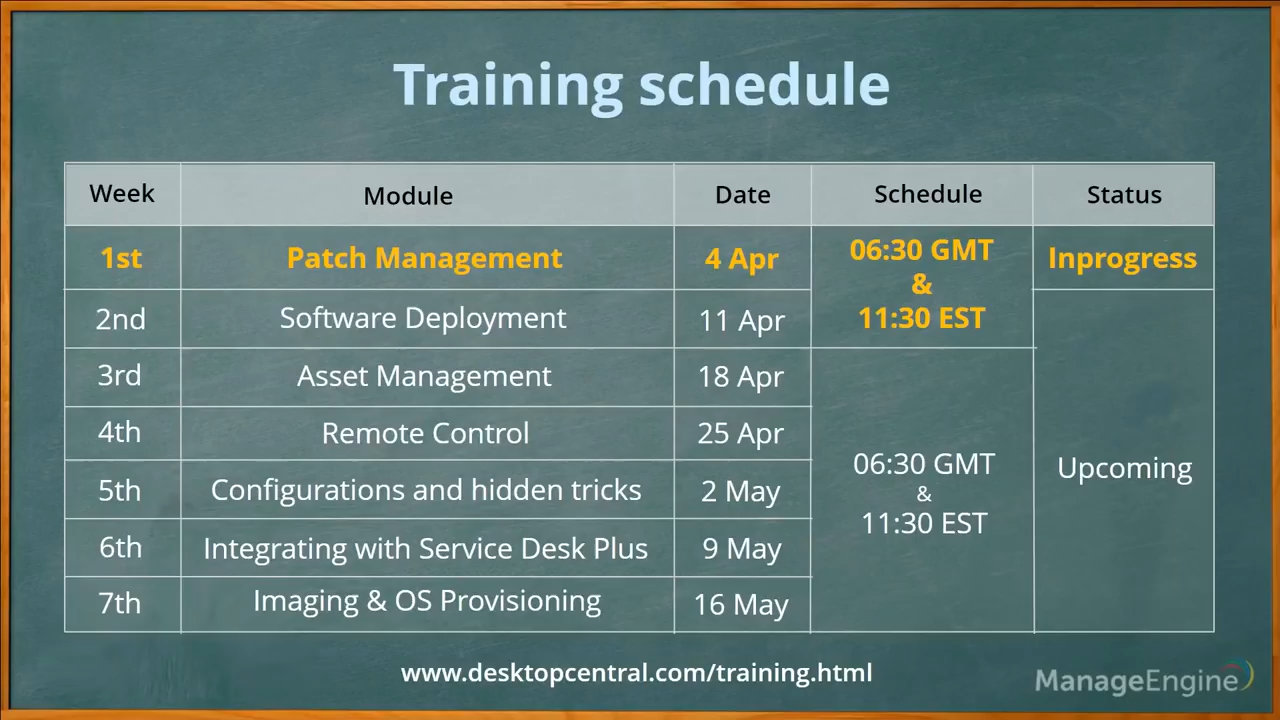 Training schedule
Week Module Date Schedule Status
1st Patch Management 4 Apr 06:30 GMT & 11:30 EST Inprogress
2nd Software Deployment 11 Apr
3rd Asset Management 18 Apr
4th Remote Control 25 Apr
5th Configurations and hidden tricks 2 May 06:30 GMT & 11:30 EST Upcoming
6th Integrating with Service Desk Plus 9 May
7th Imaging & OS Provisioning 16 May
www.desktopcentral.com/training.html
ManageEngine